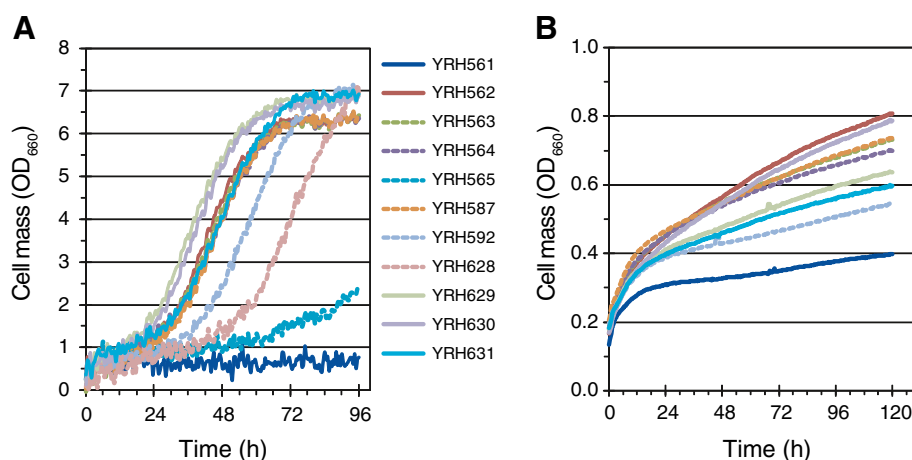 A
8
7
6
5
4
3
2
1
0
0 24 48 72 96
Cell mass (OD660)
Time (h)
YRH561
YRH562
YRH563
YRH564
YRH565
YRH587
YRH592
YRH628
YRH629
YRH630
YRH631
B
1.0
0.8
0.6
0.4
0.2
0.0
0 24 48 72 96 120
Cell mass (OD660)
Time (h)